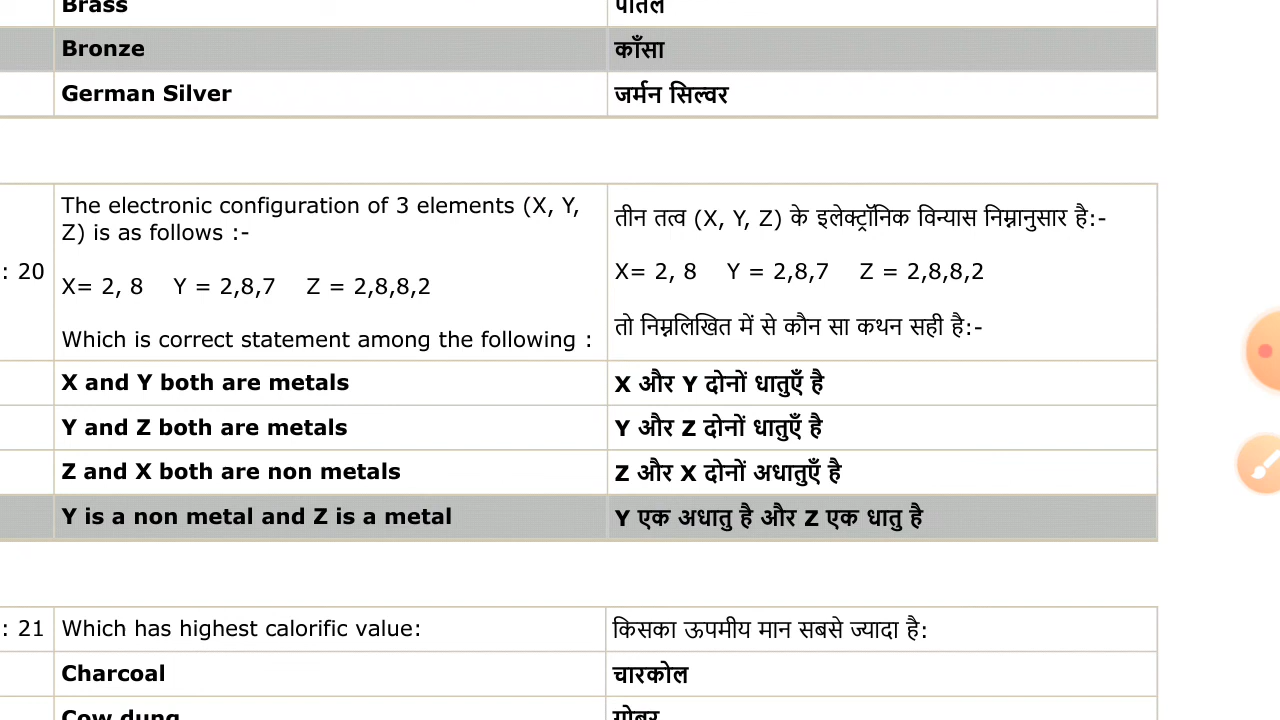 Brass पीतल
Bronze काँसा
German Silver जर्मन सिल्वर
: 20
The electronic configuration of 3 elements (X, Y,
Z) is as follows :-
X= 2, 8 Y = 2,8,7 Z = 2,8,8,2
Which is correct statement among the following :
तीन तत्व (X, Y, Z) के इलेक्ट्रॉनिक विन्यास निम्नानुसार है:-
X= 2, 8 Y = 2,8,7 Z = 2,8,8,2
तो निम्नलिखित में से कौन सा कथन सही है:-
X and Y both are metals X और Y दोनों धातुएँ है
Y and Z both are metals Y और Z दोनों धातुएँ है
Z and X both are non metals Z और X दोनों अधातुएँ है
Y is a non metal and Z is a metal Y एक अधातु है और Z एक धातु है
: 21 Which has highest calorific value: किसका ऊपमीय मान सबसे ज्यादा है:
Charcoal चारकोल
Cow dung गोबर